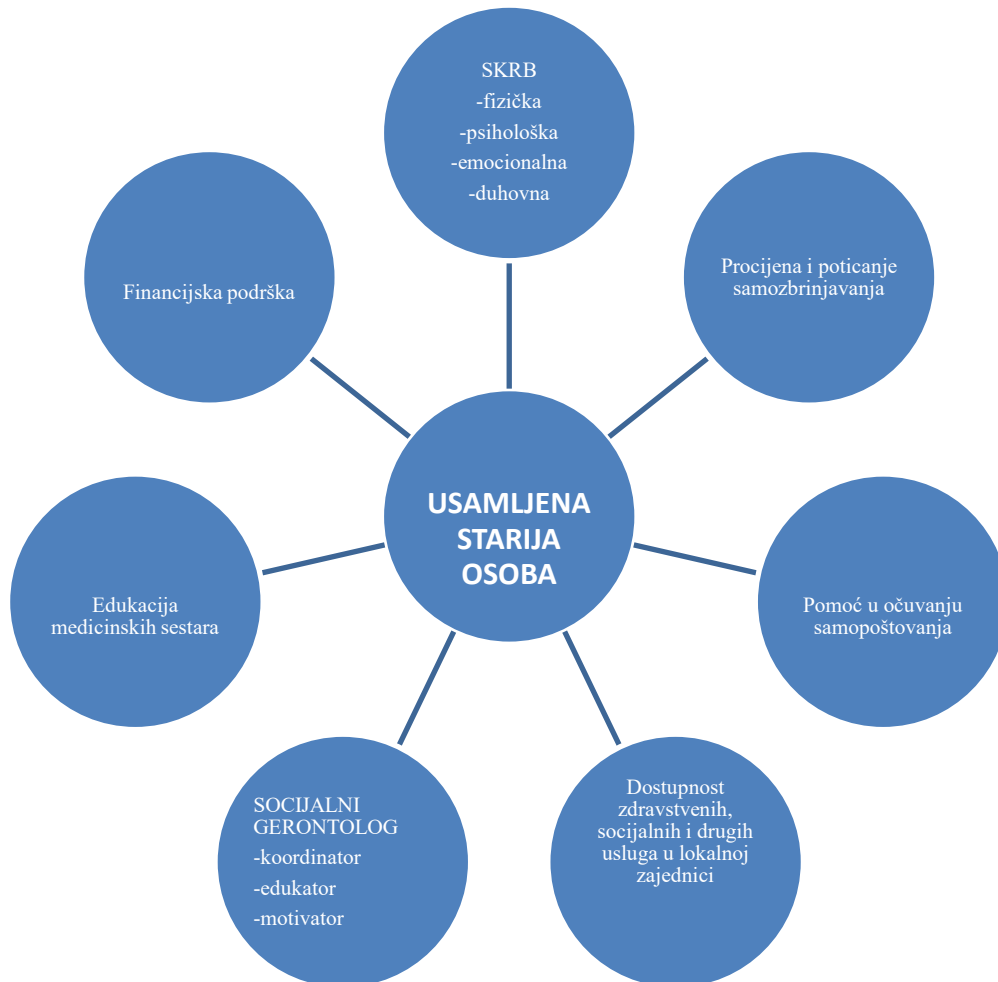 SKRB
-fizička
-psihološka
-emocionalna
-duhovna
Procijena i poticanje
samozbrinjavanja
Pomoć u očuvanju
samopoštovanja
Dostupnost
zdravstvenih,
socijalnih i drugih
usluga u lokalnoj
zajednici
SOCIJALNI
GERONTOLOG
-koordinator
-edukator
-motivator
Edukacija
medicinskih sestara
Financijska podrška
USAMLJENA
STARIJA
OSOBA